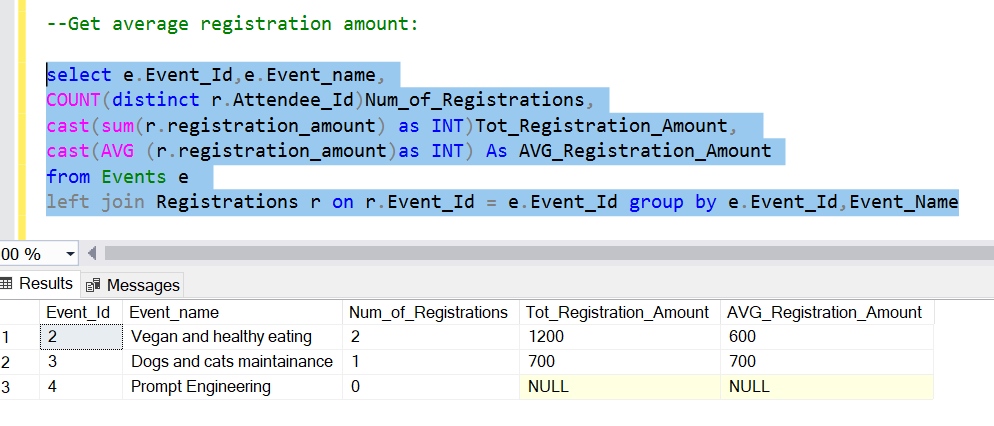 --Get average registration amount:
select e.Event_Id,e.Event_name,
COUNT(distinct r.Attendee_Id)Num_of_Registrations,
cast(sum(r.registration_amount) as INT)Tot_Registration_Amount,
cast(AVG (r.registration_amount)as INT) As AVG_Registration_Amount
from Events e
left join Registrations r on r.Event_Id = e.Event_Id group by e.Event_Id,Event_Name
00 %
Results Messages
Event_Id Event_name Num_of_Registrations Tot_Registration_Amount AVG_Registration_Amount
1 2 Vegan and healthy eating 2 1200 600
2 3 Dogs and cats maintainance 1 700 700
3 4 Prompt Engineering 0 NULL NULL